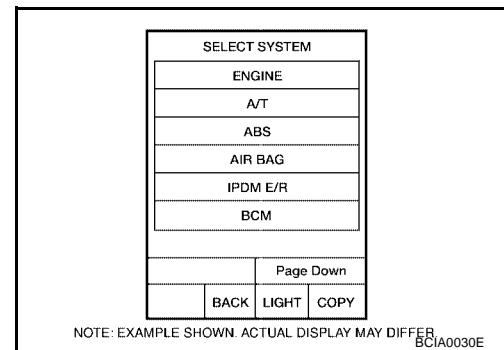 SELECT SYSTEM
ENGINE
A/T
ABS
AIR BAG
IPDM E/R
BCM
Page Down
BACK LIGHT COPY
NOTE: EXAMPLE SHOWN. ACTUAL DISPLAY MAY DIFFER
BCIA0030E